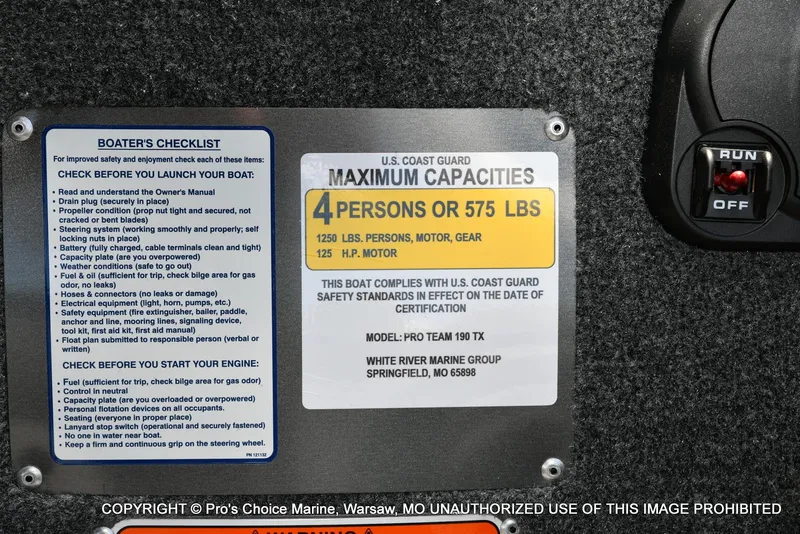 BOATER'S CHECKLIST
For improved safety and enjoyment check each of these items:
CHECK BEFORE YOU LAUNCH YOUR BOAT:
• Read and understand the Owner's Manual
• Drain plug (securely in place)
• Propeller condition (prop nut tight and secured, not
cracked or bent blades)
• Steering system (working smoothly and properly; self
locking nuts in place)
• Battery (fully charged, cable terminals clean and tight)
• Capacity plate (are you overloaded)
• Weather conditions (safe to go out)
• Fuel & oil (sufficient for trip, check bilge area for gas
odor, no leaks)
• Hoses & connectors (no leaks or damage)
• Electrical equipment (light, horn, pumps, etc.)
• Safety equipment (fire extinguisher, bailer, paddle,
anchor and line, mooring lines, signaling device,
tool kit, first aid kit, first aid manual)
• Float plan submitted to responsible person (verbal or
written)
CHECK BEFORE YOU START YOUR ENGINE:
• Fuel (sufficient for trip, check bilge area for gas odor)
• Control in neutral
• Capacity plate (are you overloaded or overpowered)
• Personal flotation devices on all occupants.
• Seating (everyone in proper place)
• Lanyard stop switch (operational and securely fastened)
• No one in water near boat.
• Keep a firm and continuous grip on the steering wheel.
PN 121132
U.S. COAST GUARD
MAXIMUM CAPACITIES
4 PERSONS OR 575 LBS
1250 LBS. PERSONS, MOTOR, GEAR
125 H.P. MOTOR
THIS BOAT COMPLIES WITH U.S. COAST GUARD
SAFETY STANDARDS IN EFFECT ON THE DATE OF
CERTIFICATION
MODEL: PRO TEAM 190 TX
WHITE RIVER MARINE GROUP
SPRINGFIELD, MO 65898
RUN
OFF
COPYRIGHT © Pro's Choice Marine, Warsaw, MO UNAUTHORIZED USE OF THIS IMAGE PROHIBITED
WARNING